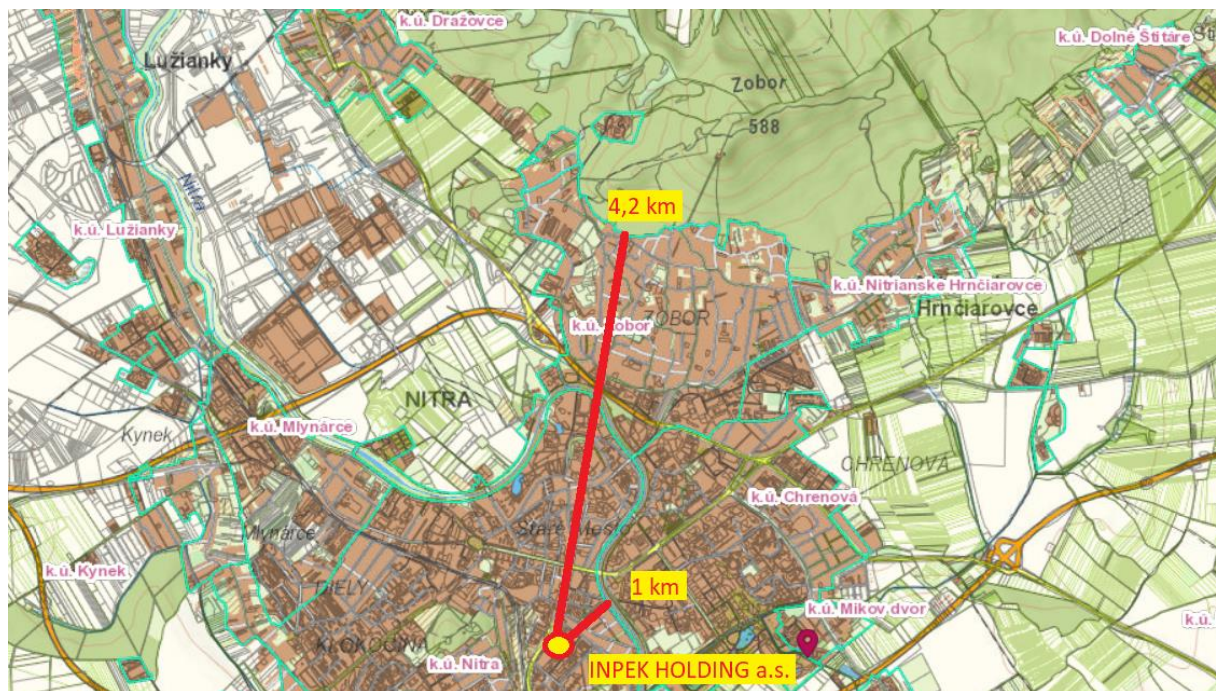 k.ú. Dražovce
k.ú. Dolné Štitáre
Lužianky
Zobor
588
Nitra
4,2 km
k.ú. Lužianky
k.ú. Nitrianske Hrnčiarovce
Hrnčiarovce
k.ú. Zobor
ZOBOR
NITRA
k.ú. Mlynárce
Kynek
CHRENOVÁ
k.ú. Chrenová
Staré Mesto
Mlynárce
k.ú. Kynek
DIELY
1 km
k.ú. Mikov dvor
k.ú.
KLOKOČINA
k.ú. Nitra
INPEK HOLDING a.s.